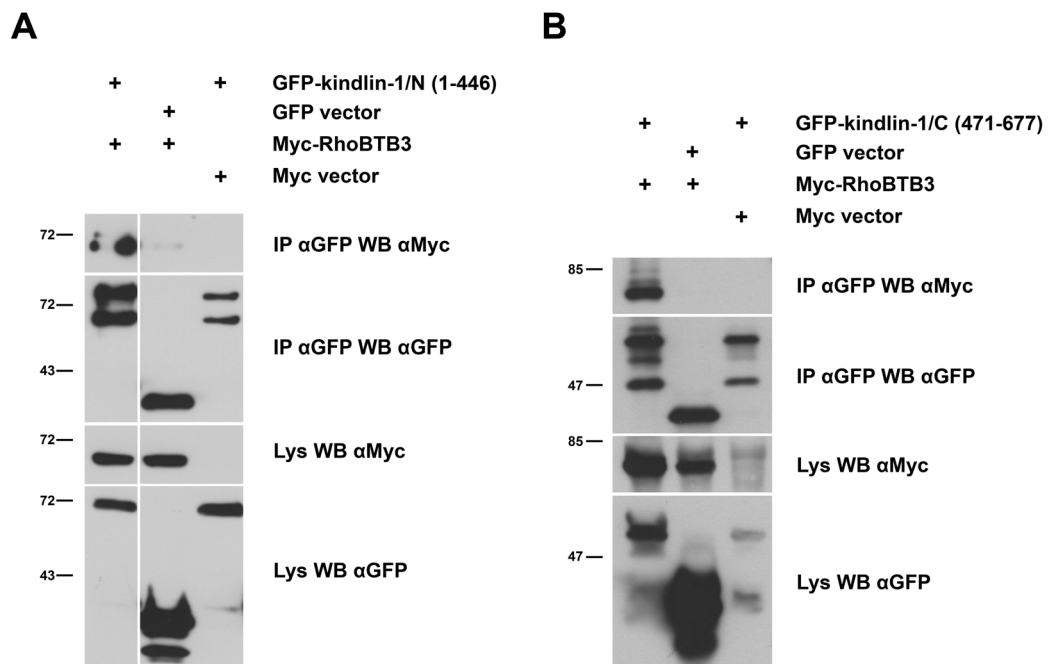 A
+ + GFP-kindlin-1/N (1-446)
+ GFP vector
+ + Myc-RhoBTB3
+ Myc vector
72 IP αGFP WB αMyc
72
43
IP αGFP WB αGFP
72
Lys WB αMyc
72
43
Lys WB αGFP
B
+ + GFP-kindlin-1/C (471-677)
+ GFP vector
+ + Myc-RhoBTB3
+ Myc vector
85
IP αGFP WB αMyc
47 IP αGFP WB αGFP
85
Lys WB αMyc
47
Lys WB αGFP